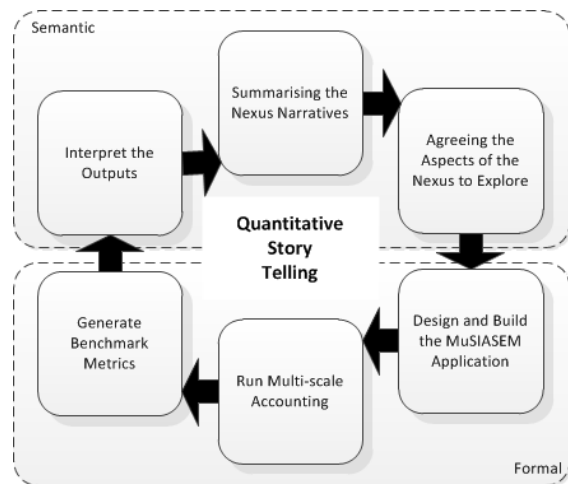 Semantic
Summarising the
Nexus Narratives
Interpret the
Outputs
Agreeing the
Aspects of the
Nexus to Explore
Quantitative
Story
Telling
Generate
Benchmark
Metrics
Run Multi-scale
Accounting
Design and Build
the MuSIASEM
Application
Formal